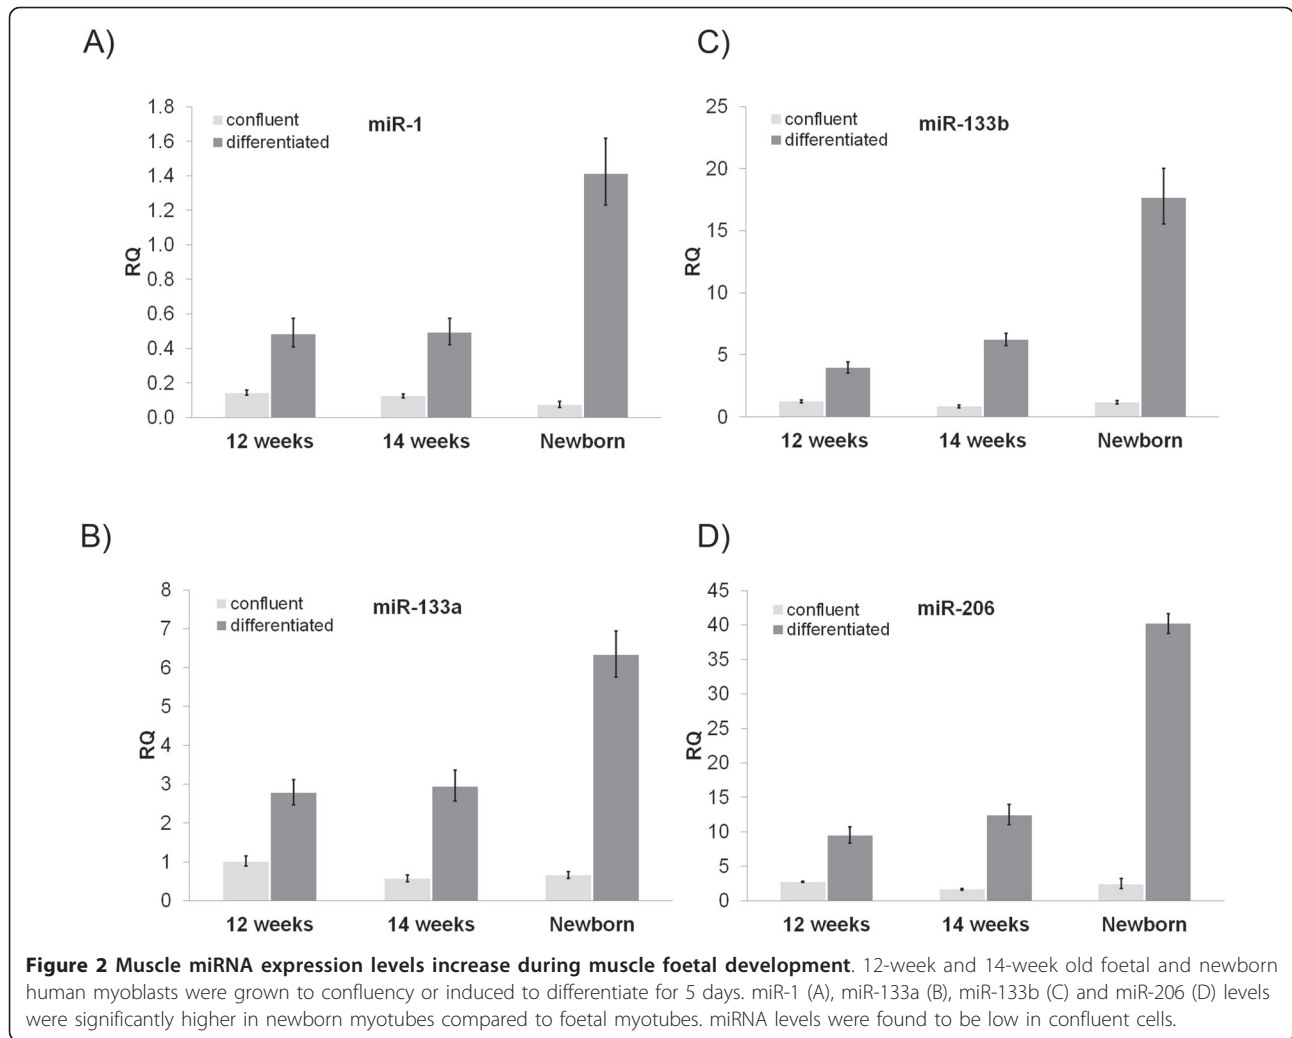 A)
1.8
1.6
1.4
1.2
1.0
0.8
0.6
0.4
0.2
0.0
RQ
confluent
differentiated
miR-1
12 weeks 14 weeks Newborn
C)
25
20
15
10
5
0
confluent
differentiated
miR-133b
12 weeks 14 weeks Newborn
B)
8
7
6
5
4
3
2
1
0
RQ
confluent
differentiated
miR-133a
12 weeks 14 weeks Newborn
D)
45
40
35
30
25
20
15
10
5
0
confluent
differentiated
miR-206
12 weeks 14 weeks Newborn
Figure 2 Muscle miRNA expression levels increase during muscle foetal development. 12-week and 14-week old foetal and newborn
human myoblasts were grown to confluency or induced to differentiate for 5 days. miR-1 (A), miR-133a (B), miR-133b (C) and miR-206 (D) levels
were significantly higher in newborn myotubes compared to foetal myotubes. miRNA levels were found to be low in confluent cells.